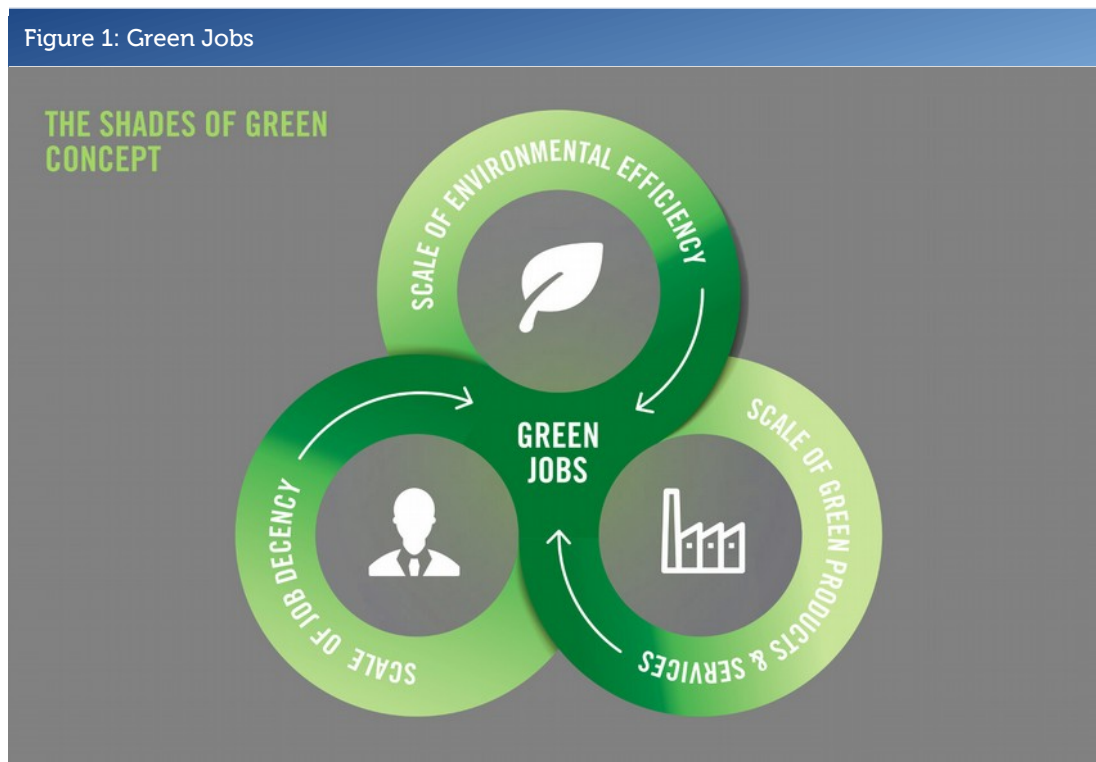 Figure 1: Green Jobs
THE SHADES OF GREEN
CONCEPT
SCALE OF ENVIRONMENTAL EFFICIENCY
GREEN
JOBS
SCALE OF JOB DECENCY
SCALE OF GREEN PRODUCTS & SERVICES